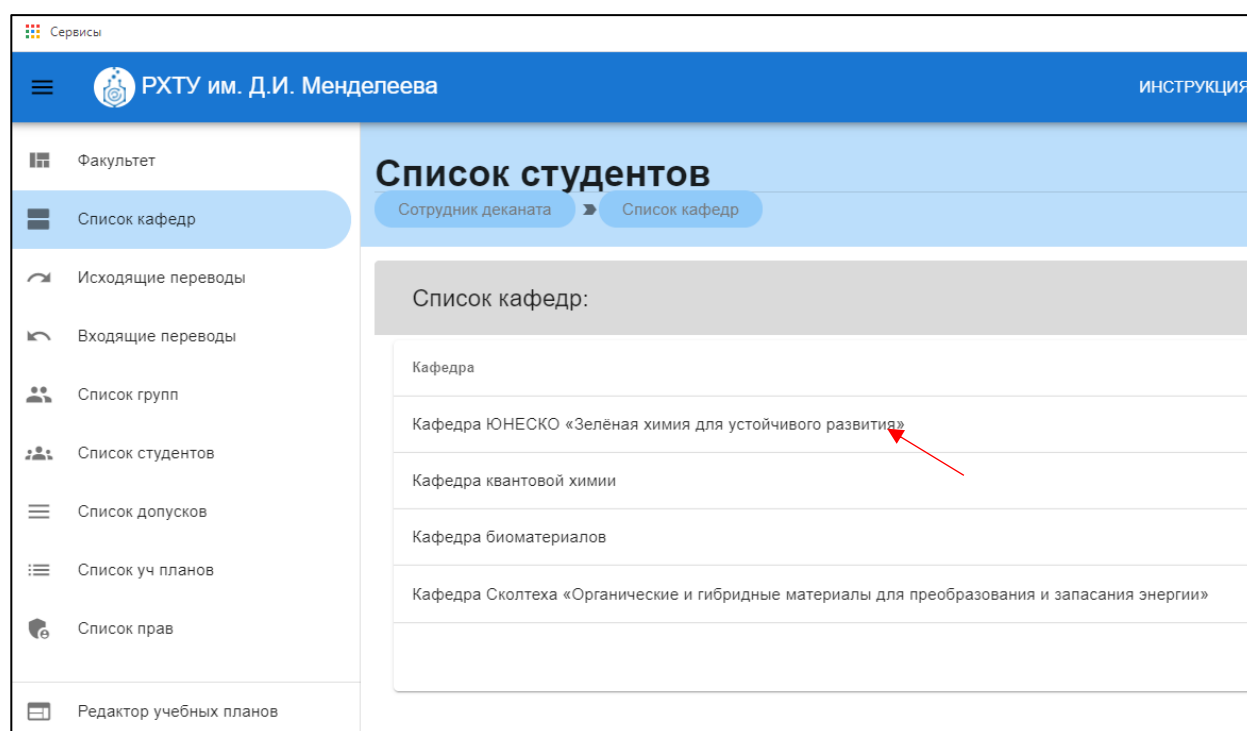 Сервисы
РХТУ им. Д.И. Менделеева
ИНСТРУКЦИЯ
Факультет
Список кафедр
Исходящие переводы
Входящие переводы
Список групп
Список студентов
Список допусков
Список уч планов
Список прав
Редактор учебных планов
Список студентов
Сотрудник деканата
Список кафедр
Список кафедр:
Кафедра
Кафедра ЮНЕСКО «Зелёная химия для устойчивого развития»
Кафедра квантовой химии
Кафедра биоматериалов
Кафедра Сколтеха «Органические и гибридные материалы для преобразования и запасания энергии»